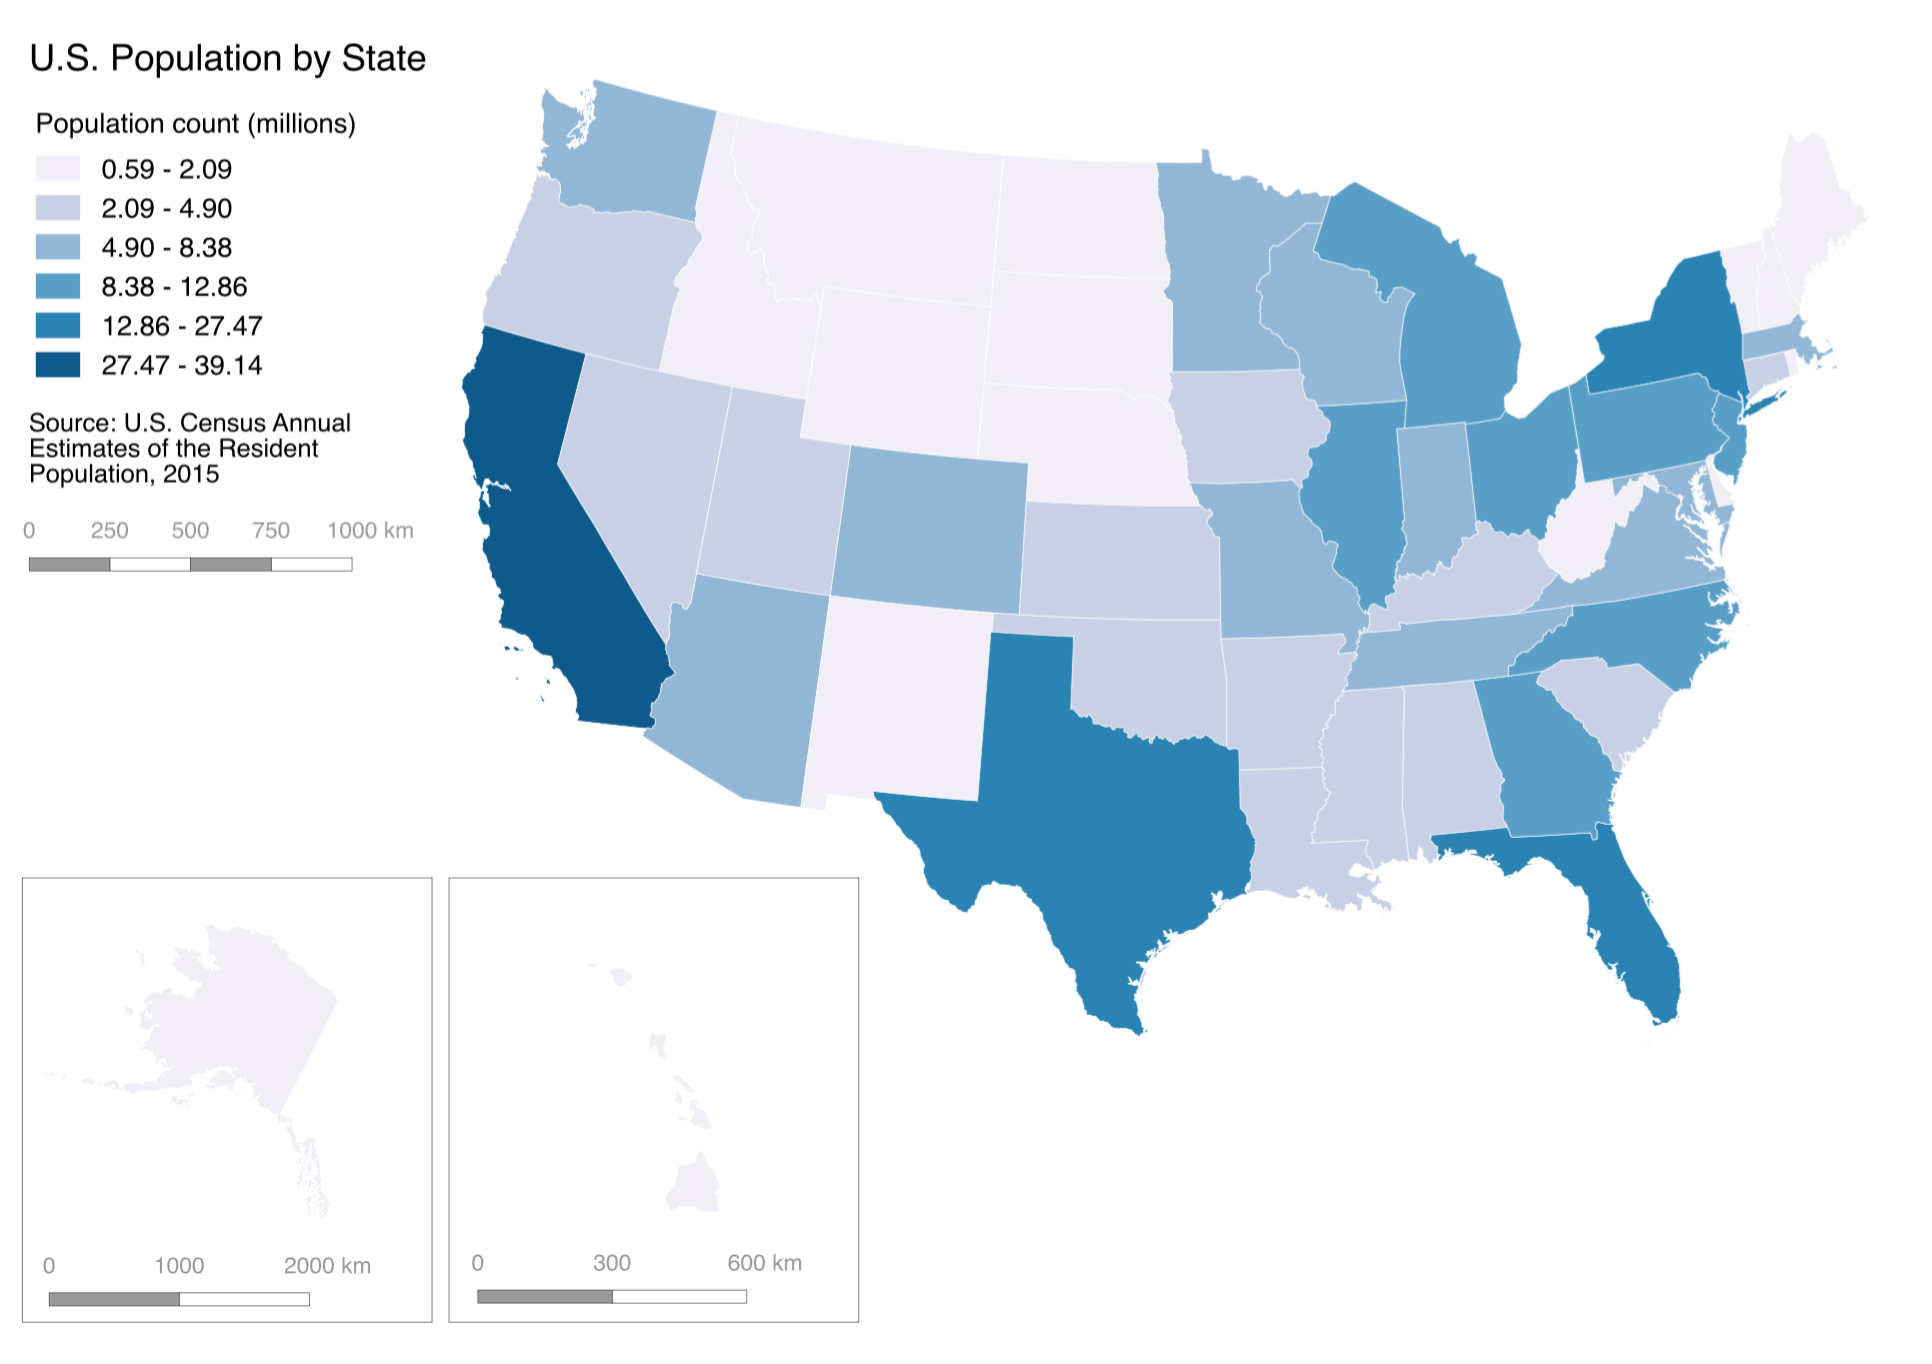 U.S. Population by State
Population count (millions)
0.59 - 2.09
2.09 - 4.90
4.90 - 8.38
8.38 - 12.86
12.86 - 27.47
27.47 - 39.14
Source: U.S. Census Annual
Estimates of the Resident
Population, 2015
0 250 500 750 1000 km
0 1000 2000 km
0 300 600 km